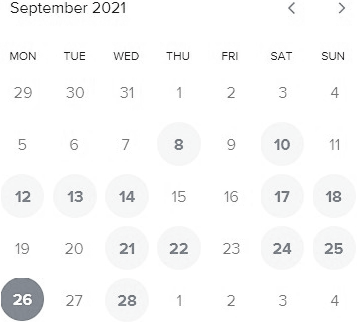 September 2021
MON TUE WED THU FRI SAT SUN
29 30 31 1 2 3 4
5 6 7 8 9 10 11
12 13 14 15 16 17 18
19 20 21 22 23 24 25
26 27 28 1 2 3 4